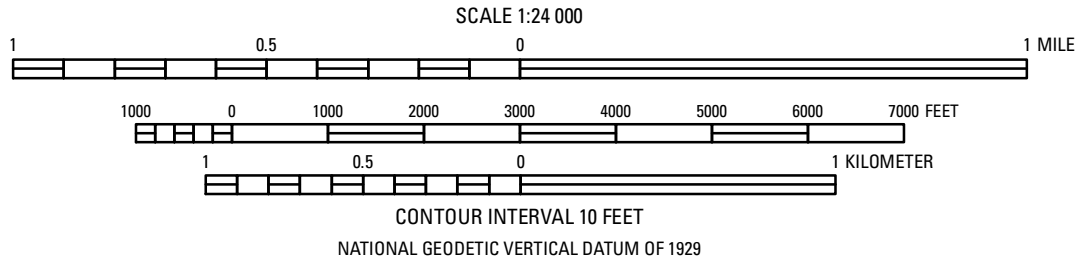 SCALE 1:24 000
1 0.5 0 1 MILE
1000 0 1000 2000 3000 4000 5000 6000 7000 FEET
1 0.5 0 1 KILOMETER
CONTOUR INTERVAL 10 FEET
NATIONAL GEODETIC VERTICAL DATUM OF 1929